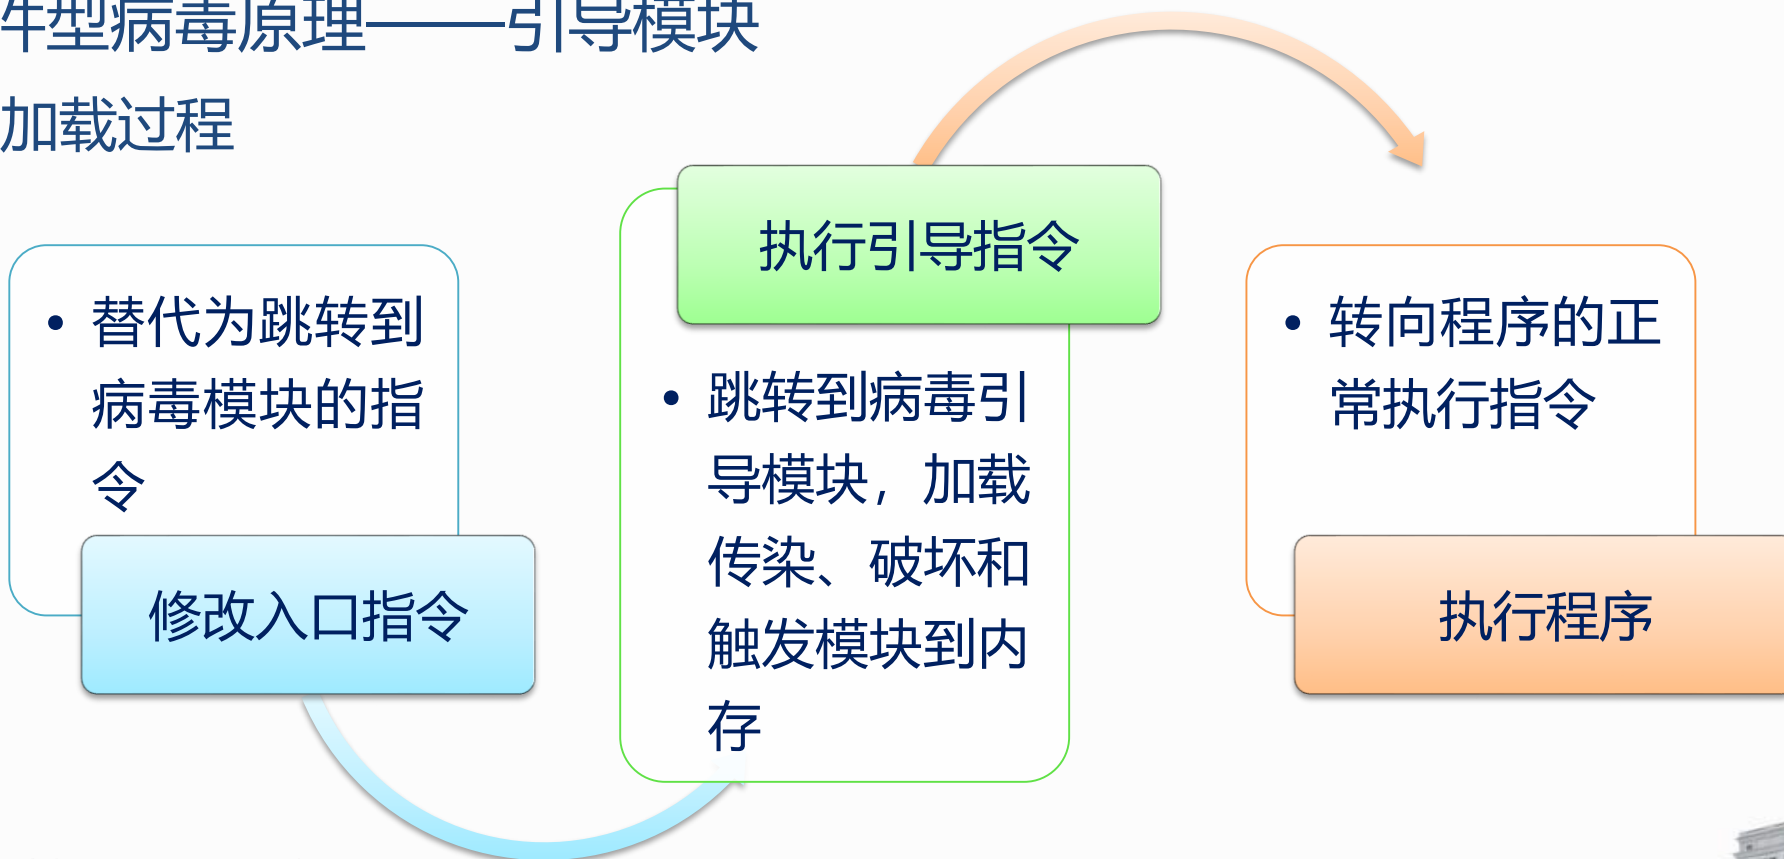 件型病毒原理——引导模块
加载过程
• 替代为跳转到
病毒模块的指
令
修改入口指令
执行引导指令
• 跳转到病毒引
导模块，加载
传染、破坏和
触发模块到内
存
• 转向程序的正
常执行指令
执行程序